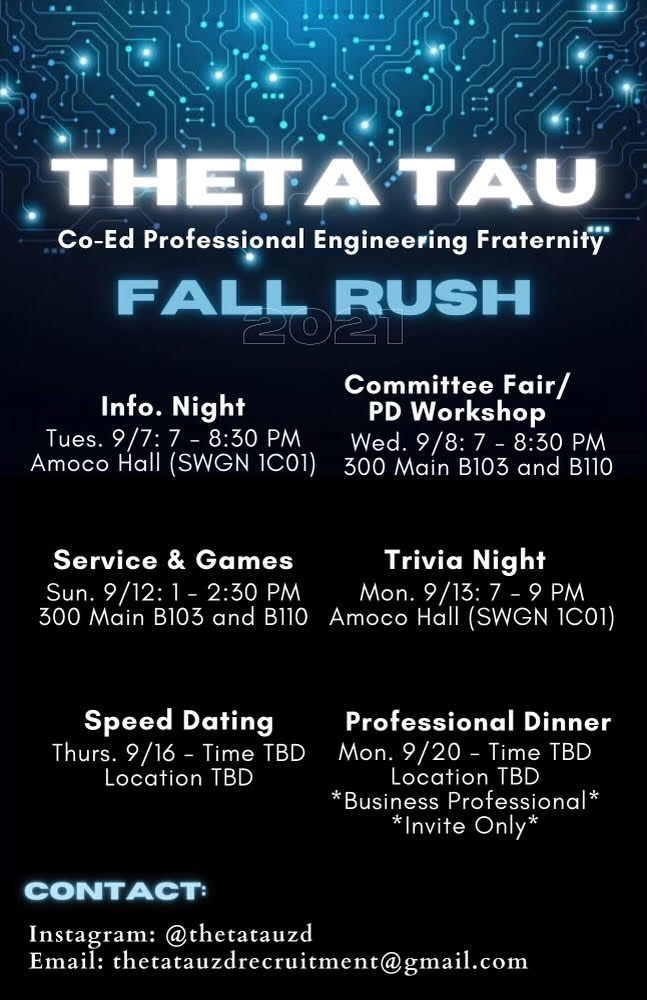 THETA TAU
Co-Ed Professional Engineering Fraternity
FALL RUSH
2021
Info. Night
Tues. 9/7: 7 - 8:30 PM
Amoco Hall (SWGN 1C01)
Committee Fair/
PD Workshop
Wed. 9/8: 7 - 8:30 PM
300 Main B103 and B110
Service & Games
Sun. 9/12: 1 - 2:30 PM
300 Main B103 and B110
Trivia Night
Mon. 9/13: 7 - 9 PM
Amoco Hall (SWGN 1C01)
Speed Dating
Thurs. 9/16 - Time TBD
Location TBD
Professional Dinner
Mon. 9/20 - Time TBD
Location TBD
*Business Professional*
*Invite Only*
CONTACT:
Instagram: @thetatauzd
Email: thetatauzdrecruitment@gmail.com